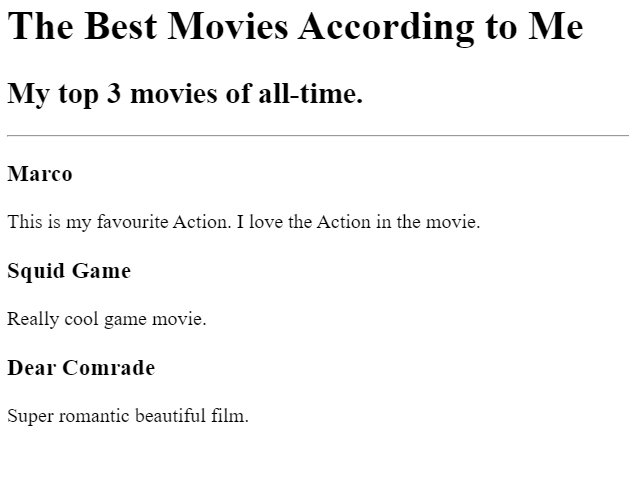 The Best Movies According to Me
My top 3 movies of all-time.
Marco
This is my favourite Action. I love the Action in the movie.
Squid Game
Really cool game movie.
Dear Comrade
Super romantic beautiful film.